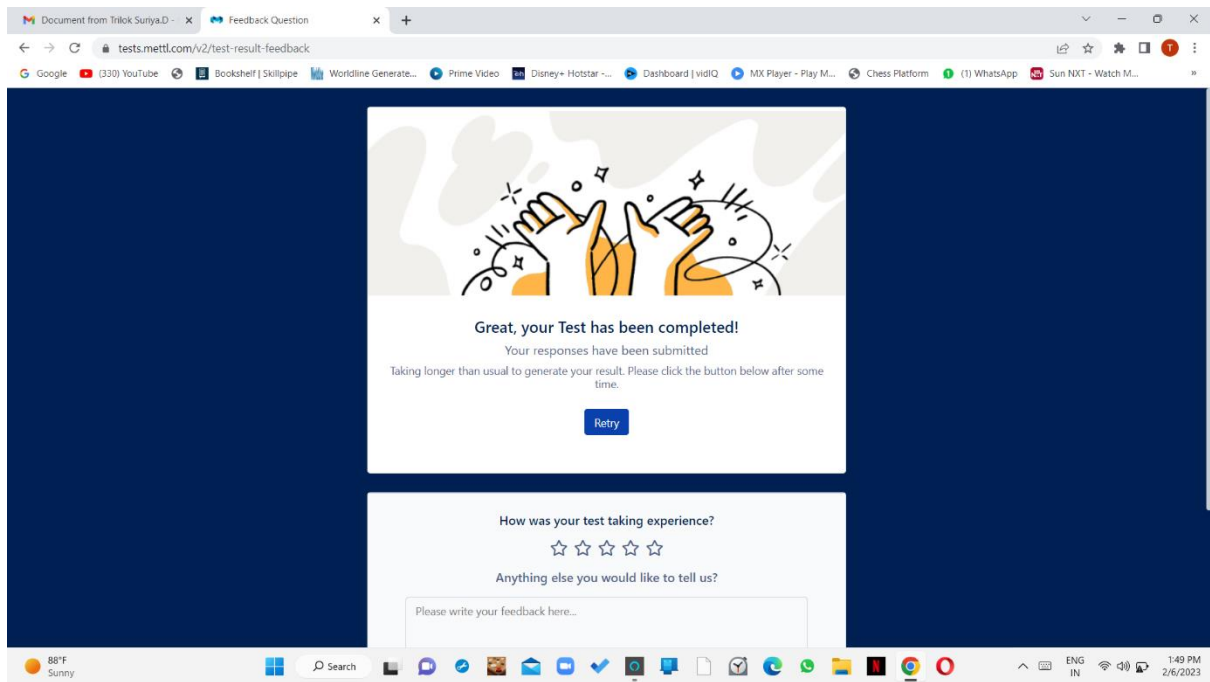 Document from Trilok Suriya.D -
Feedback Question
tests.mettl.com/v2/test-result-feedback
T
Google
(330) YouTube
Bookshelf | Skillpipe
Worldline Generate...
Prime Video
Disney+ Hotstar -...
Dashboard | vidIQ
MX Player - Play M...
Chess Platform
(1) WhatsApp
Sun NXT - Watch M...
Great, your Test has been completed!
Your responses have been submitted
Taking longer than usual to generate your result. Please click the button below after some
time.
Retry
How was your test taking experience?
Anything else you would like to tell us?
Please write your feedback here...
88°F
Sunny
Search
ENG
IN
1:49 PM
2/6/2023